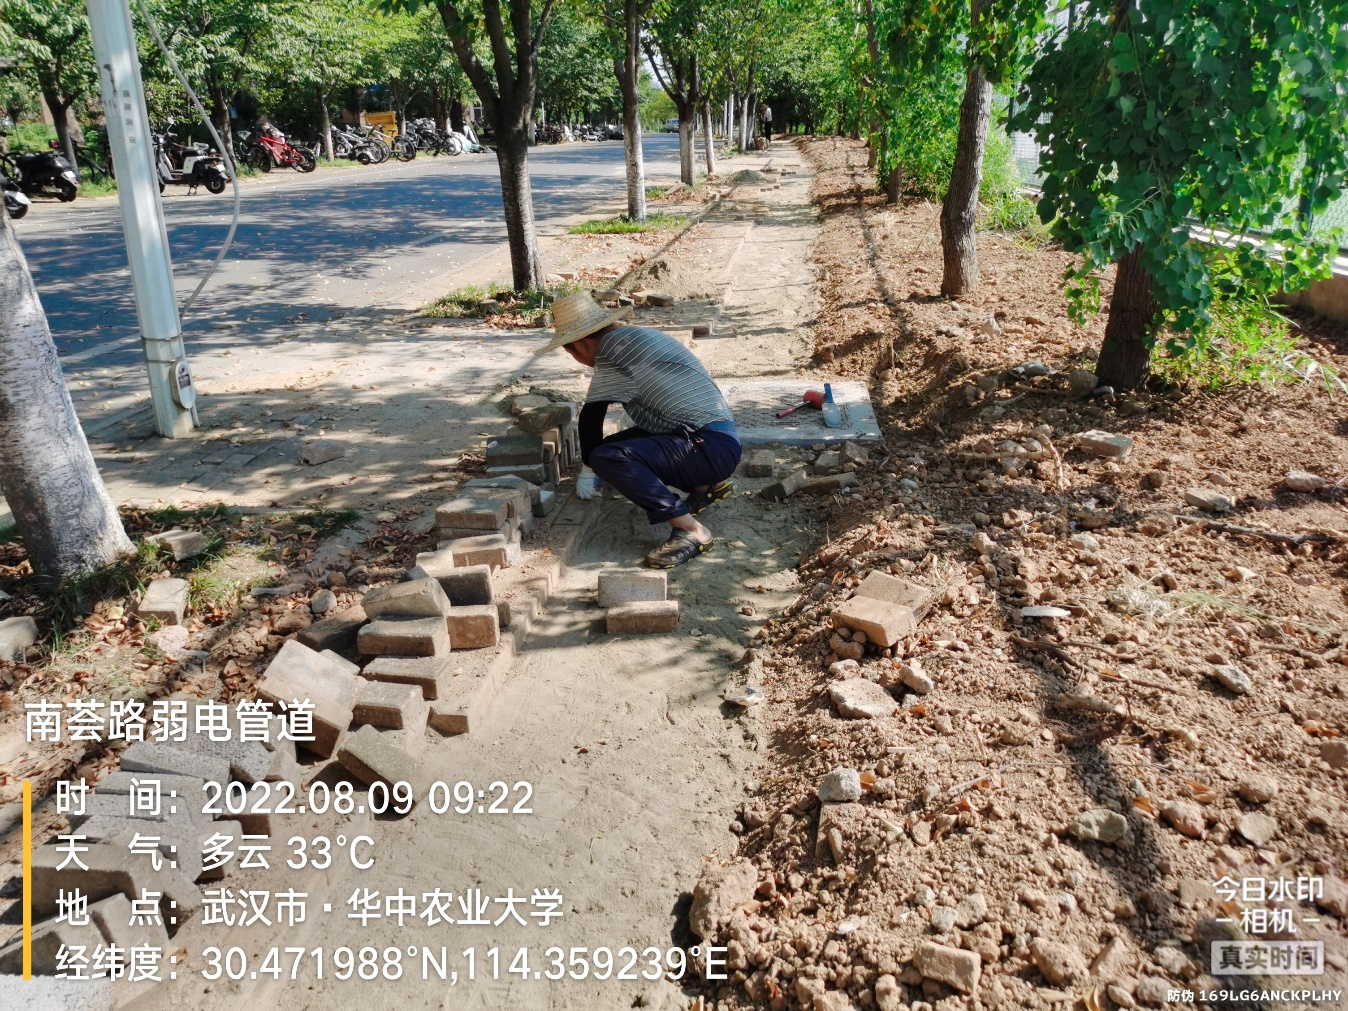 南荟路弱电管道
时 间：2022.08.09 09:22
天 气：多云 33℃
地 点：武汉市·华中农业大学
经纬度：30.471988°N,114.359239°E
今日水印
相机
真实时间
防伪 169LG6ANCKPLHY